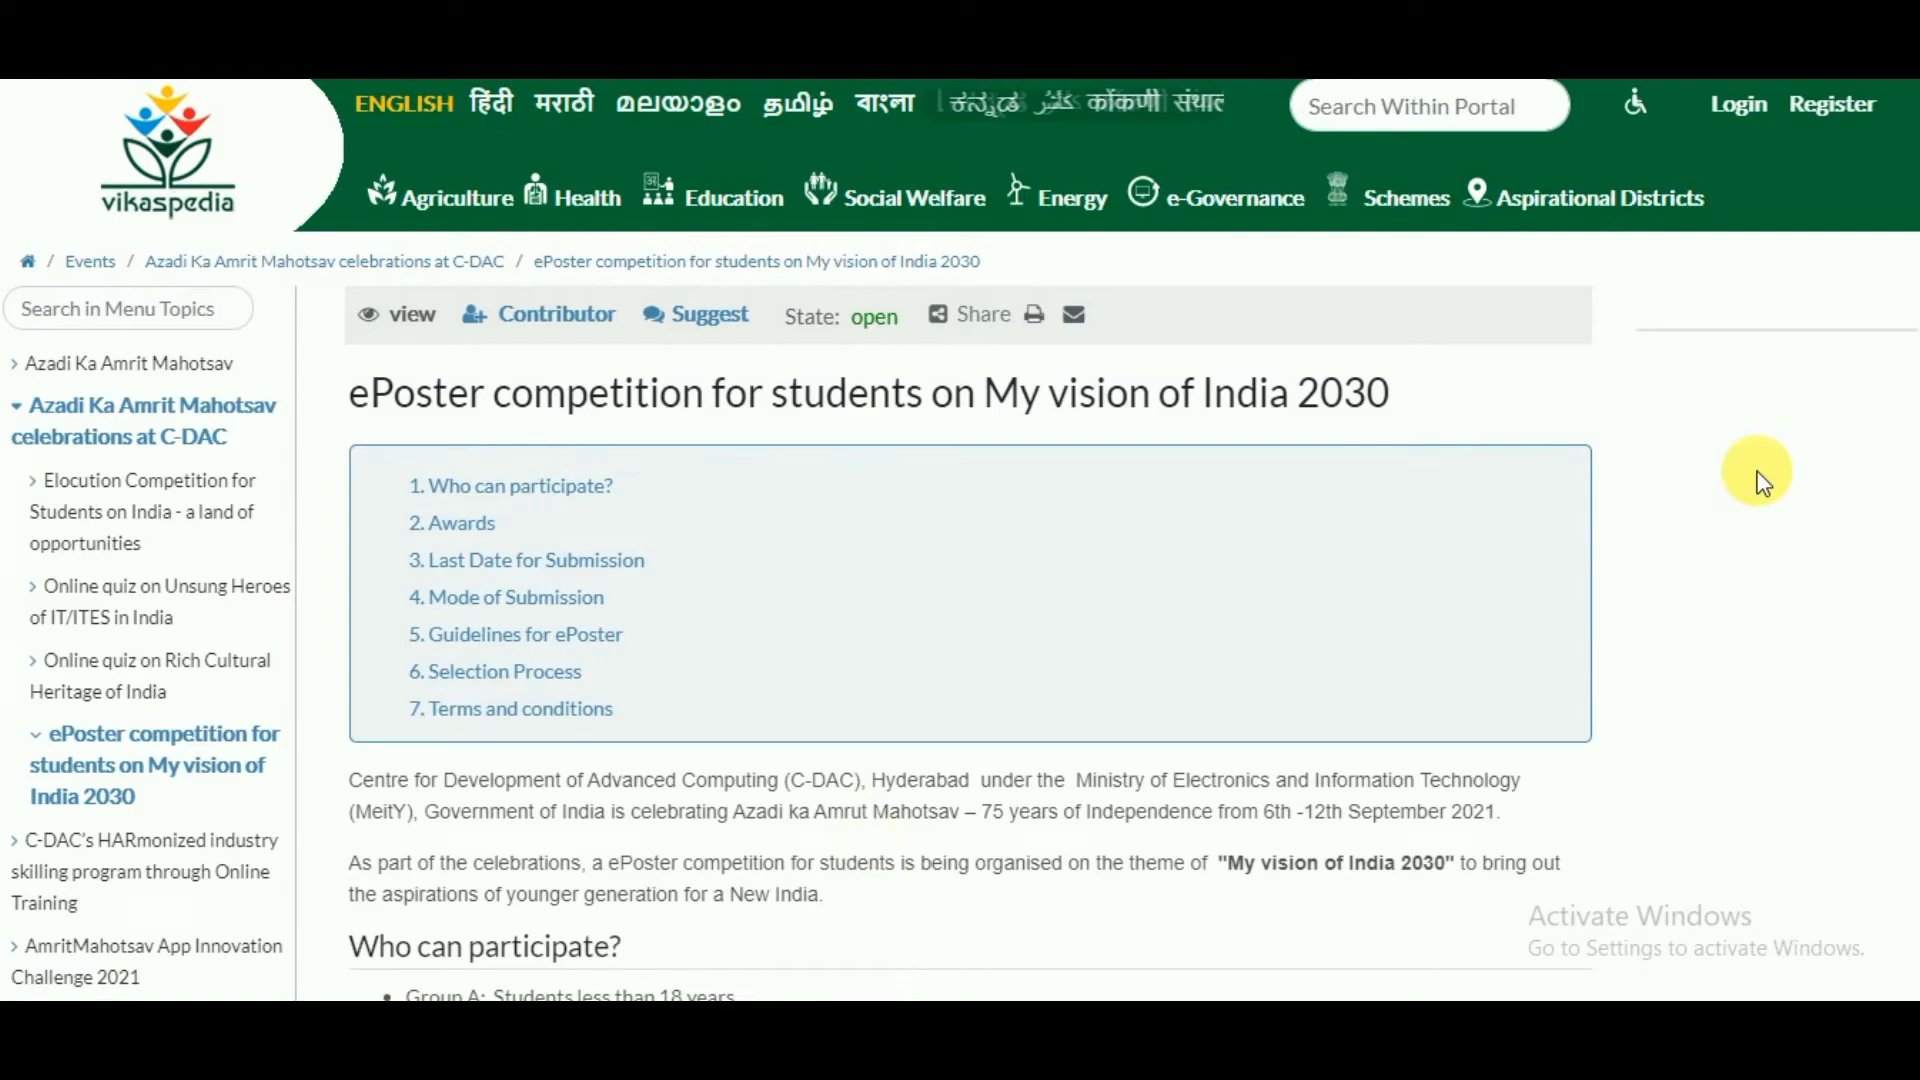 vikaspedia
ENGLISH हिंदी मराठी മലയാളം தமிழ் বাংলা ಕನ್ನಡ कोंकणी
Search Within Portal
Login Register
Agriculture Health Education Social Welfare Energy e-Governance Schemes Aspirational Districts
/ Events / Azadi Ka Amrit Mahotsav celebrations at C-DAC / ePoster competition for students on My vision of India 2030
Search in Menu Topics
Azadi Ka Amrit Mahotsav
Azadi Ka Amrit Mahotsav
celebrations at C-DAC
Elocution Competition for
Students on India - a land of
opportunities
Online quiz on Unsung Heroes
of IT/ITES in India
Online quiz on Rich Cultural
Heritage of India
ePoster competition for
students on My vision of
India 2030
C-DAC's HARmonized industry
skilling program through Online
Training
AmritMahotsav App Innovation
Challenge 2021
view Contributor Suggest State: open Share
ePoster competition for students on My vision of India 2030
1. Who can participate?
2. Awards
3. Last Date for Submission
4. Mode of Submission
5. Guidelines for ePoster
6. Selection Process
7. Terms and conditions
Centre for Development of Advanced Computing (C-DAC), Hyderabad under the Ministry of Electronics and Information Technology
(MeitY), Government of India is celebrating Azadi ka Amrut Mahotsav – 75 years of Independence from 6th -12th September 2021.
As part of the celebrations, a ePoster competition for students is being organised on the theme of "My vision of India 2030" to bring out
the aspirations of younger generation for a New India.
Who can participate?
• Group A: Students less than 18 years
Activate Windows
Go to Settings to activate Windows.